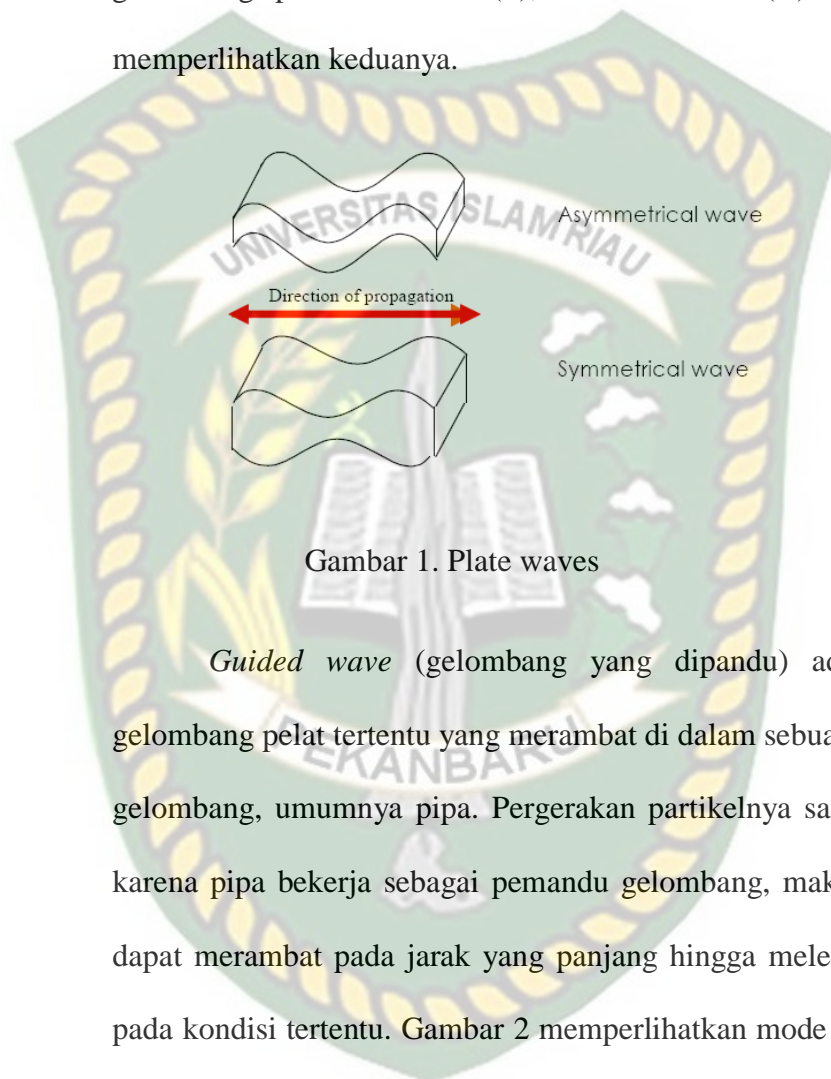 memperlihatkan keduanya.
UNIVERSITAS ISLAM RIAU
Asymmetrical wave
Direction of propagation
Symmetrical wave
Gambar 1. Plate waves
Guided wave (gelombang yang dipandu)
gelombang pelat tertentu yang merambat di dalam
gelombang, umumnya pipa. Pergerakan partikelnya
karena pipa bekerja sebagai pemandu gelombang,
dapat merambat pada jarak yang panjang hingga
pada kondisi tertentu. Gambar 2 memperlihatkan mode
PEKANBARU